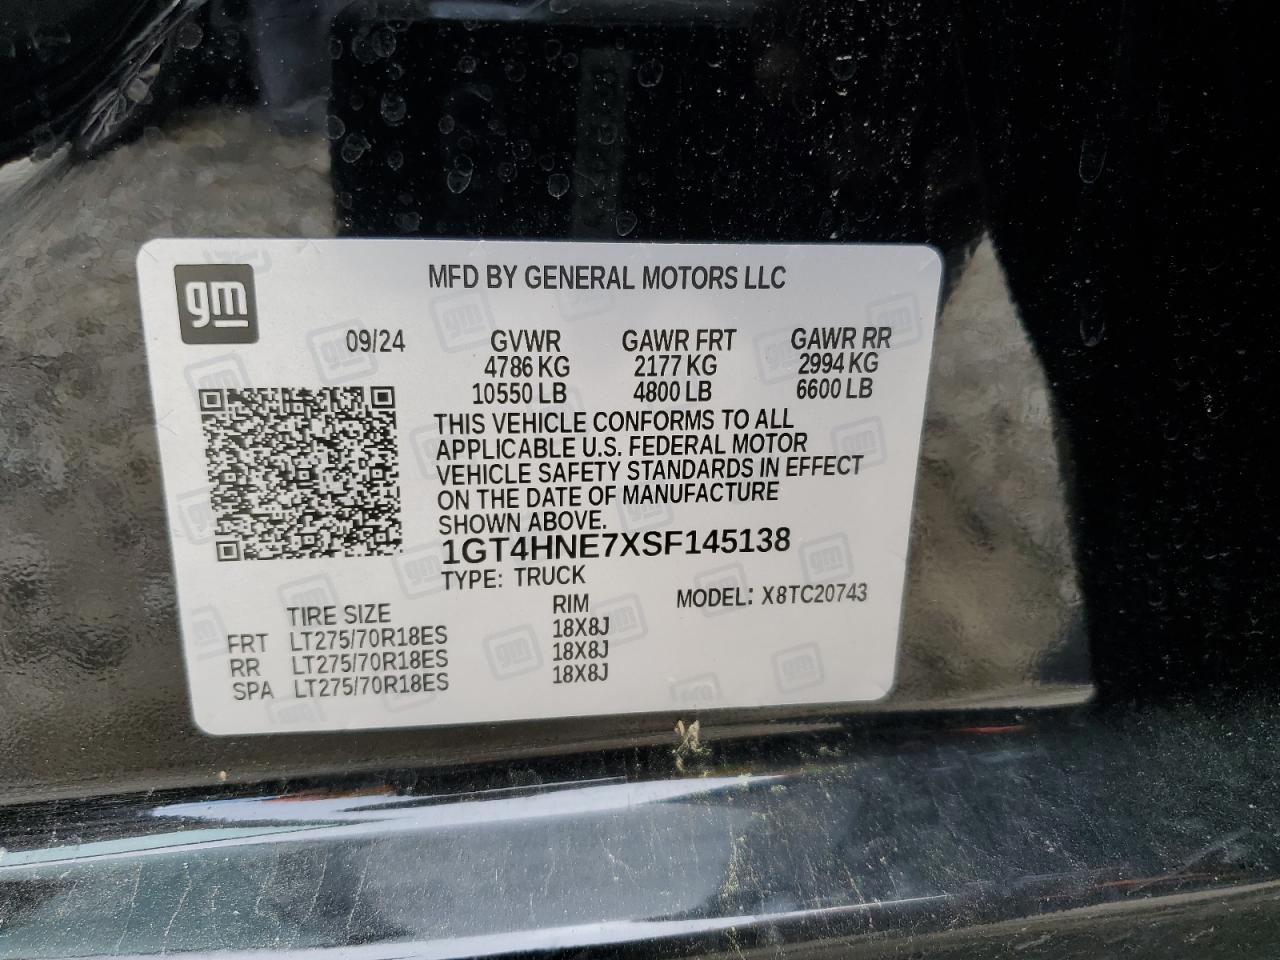 gm
MFD BY GENERAL MOTORS LLC
09/24 GVWR GAWR FRT GAWR RR
4786 KG 2177 KG 2994 KG
10550 LB 4800 LB 6600 LB
THIS VEHICLE CONFORMS TO ALL
APPLICABLE U.S. FEDERAL MOTOR
VEHICLE SAFETY STANDARDS IN EFFECT
ON THE DATE OF MANUFACTURE
SHOWN ABOVE.
1GT4HNE7XSF145138
TYPE: TRUCK
TIRE SIZE RIM MODEL: X8TC20743
FRT LT275/70R18ES 18X8J
RR LT275/70R18ES 18X8J
SPA LT275/70R18ES 18X8J